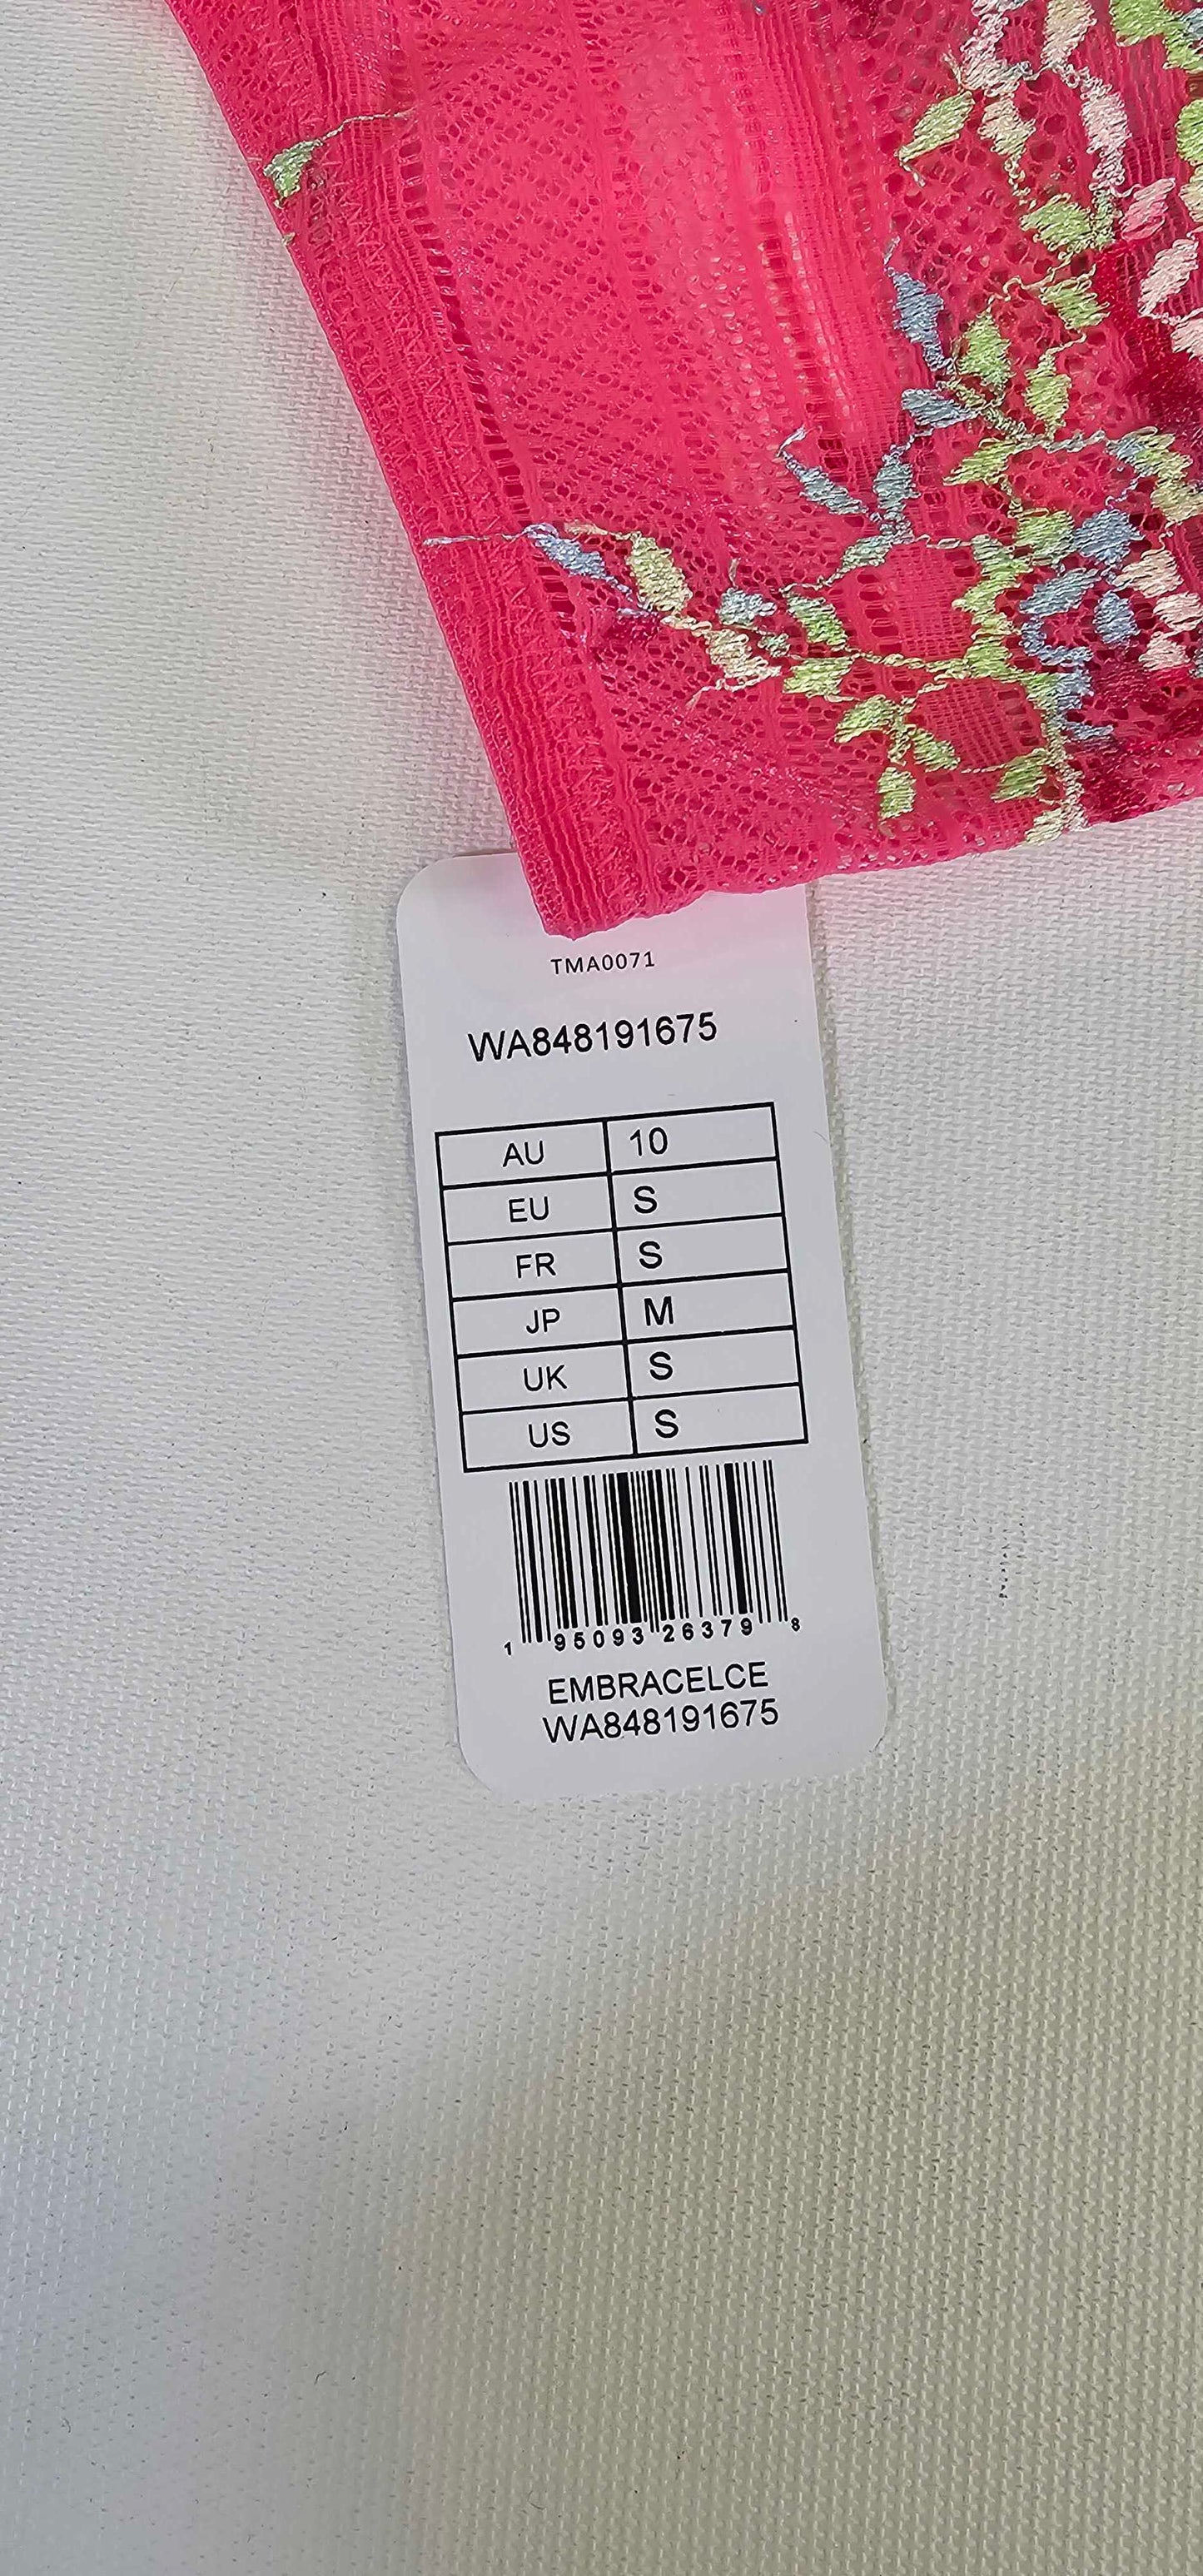 TMA0071
WA848191675
AU 10
EU S
FR S
JP M
UK S
US S
1 95093 26379 8
EMBRACELCE
WA848191675